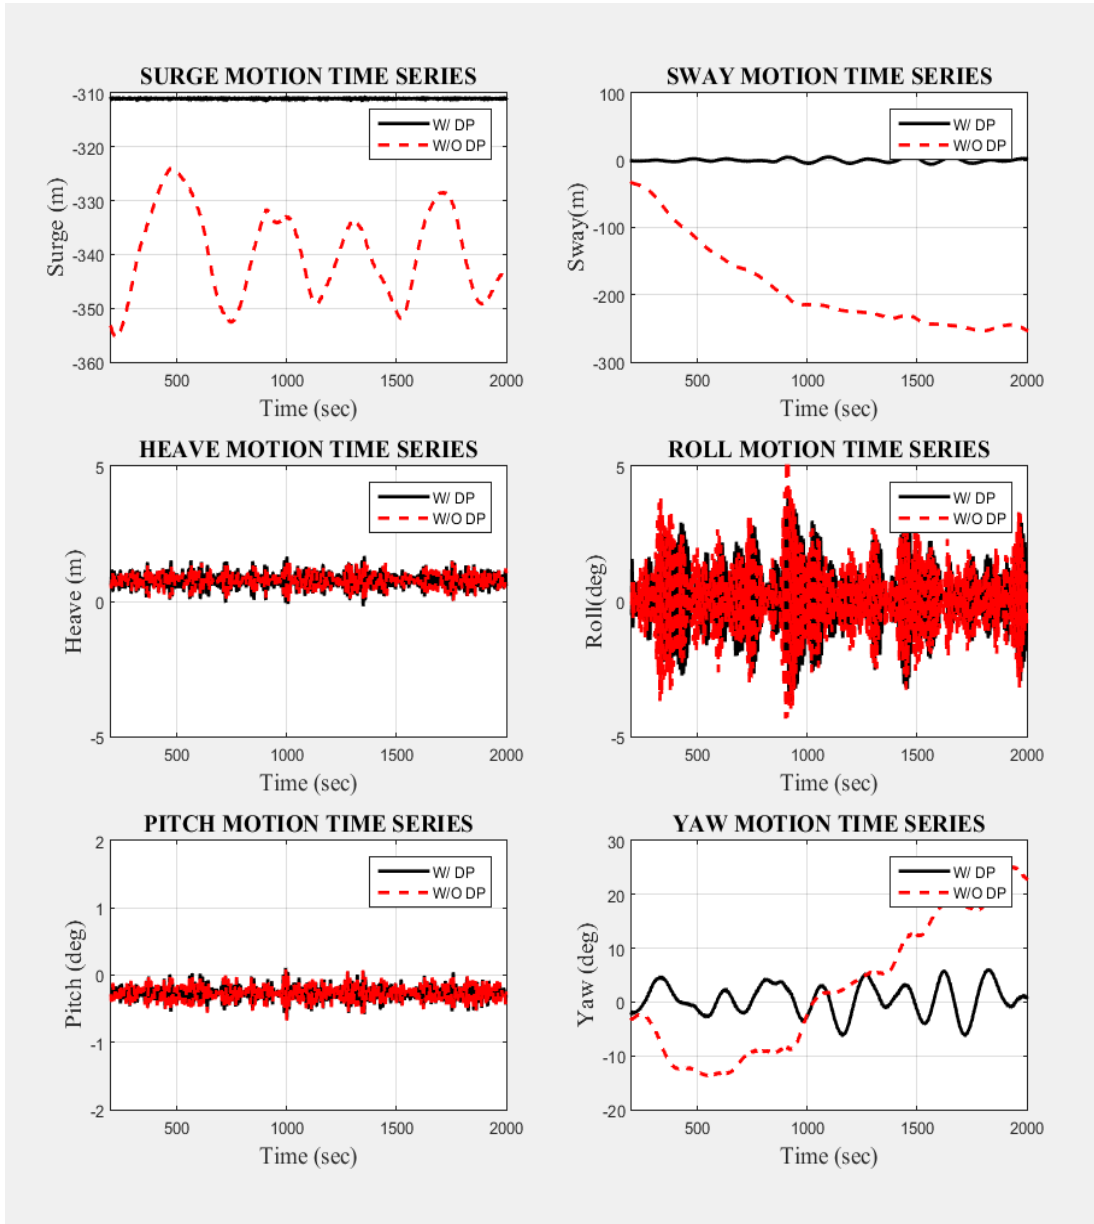 SURGE MOTION TIME SERIES
-310
-320
-330
-340
-350
-360
Surge (m)
W/ DP
W/O DP
500 1000 1500 2000
Time (sec)
SWAY MOTION TIME SERIES
100
0
-100
-200
-300
Sway(m)
W/ DP
W/O DP
500 1000 1500 2000
Time (sec)
HEAVE MOTION TIME SERIES
5
0
-5
Heave (m)
W/ DP
W/O DP
500 1000 1500 2000
Time (sec)
ROLL MOTION TIME SERIES
5
0
-5
Roll(deg)
W/ DP
W/O DP
500 1000 1500 2000
Time (sec)
PITCH MOTION TIME SERIES
2
1
0
-1
-2
Pitch (deg)
W/ DP
W/O DP
500 1000 1500 2000
Time (sec)
YAW MOTION TIME SERIES
30
20
10
0
-10
-20
Yaw (deg)
W/ DP
W/O DP
500 1000 1500 2000
Time (sec)